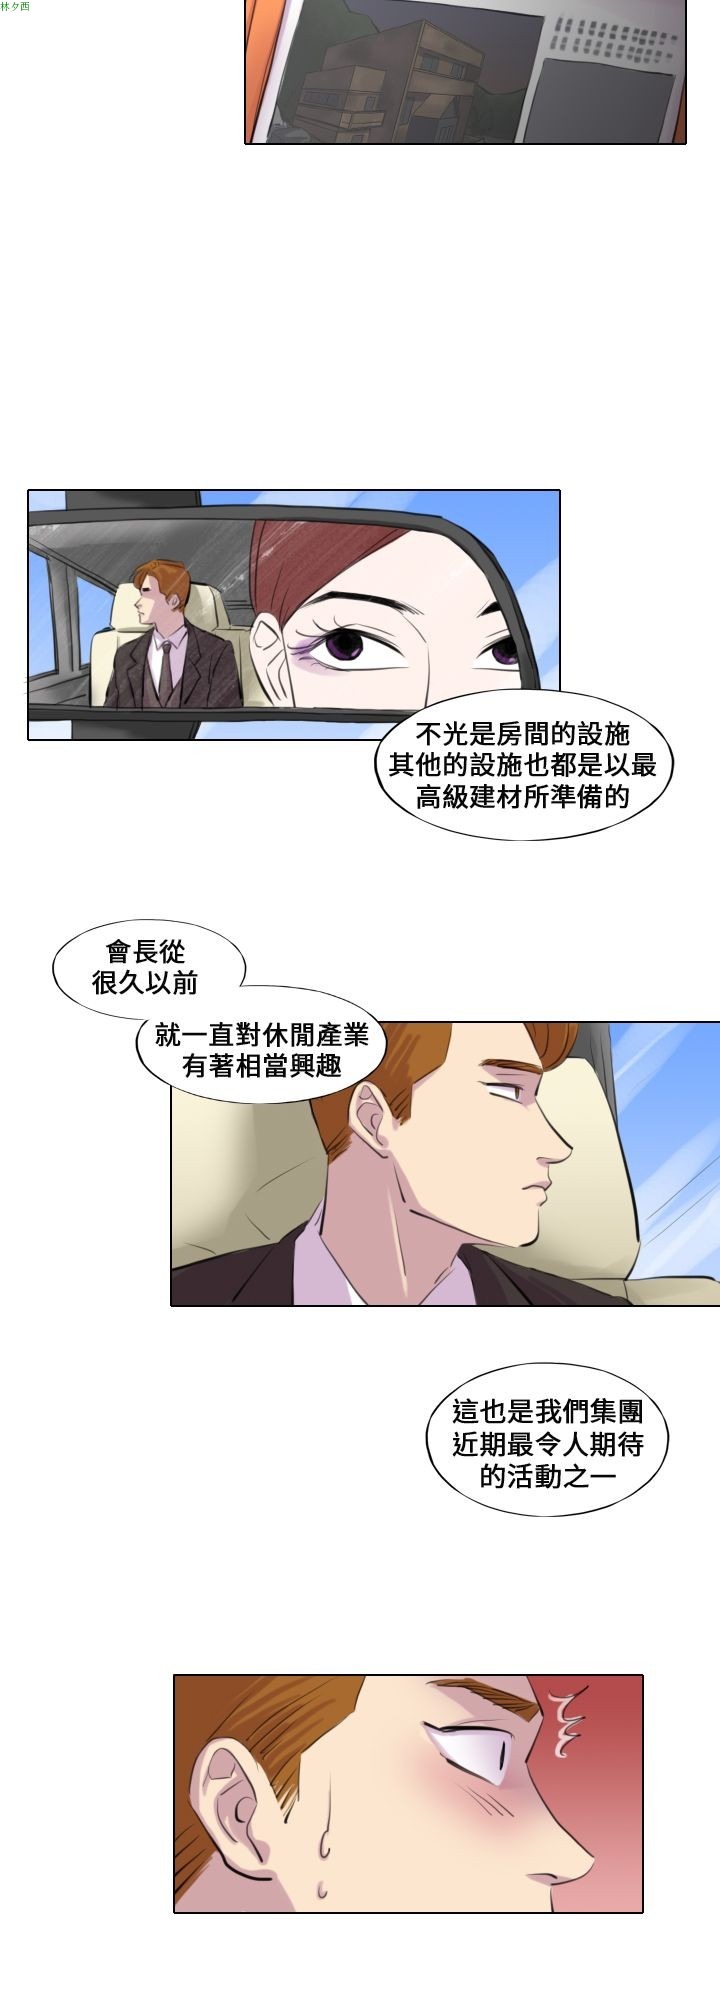 林夕西
不光是房間的設施
其他的設施也都是以最
高級建材所準備的
會長從
很久以前
就一直對休閒產業
有著相當興趣
這也是我們集團
近期最令人期待
的活動之一